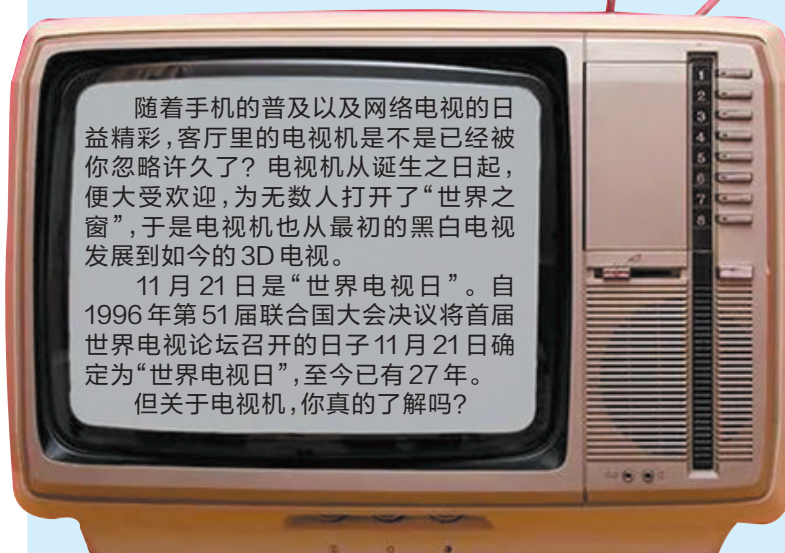 随着手机的普及以及网络电视的日
益精彩，客厅里的电视机是不是已经被
你忽略许久了？电视机从诞生之日起，
便大受欢迎，为无数人打开了“世界之
窗”，于是电视机也从最初的黑白电视
发展到如今的3D电视。
11月21日是“世界电视日”。自
1996年第51届联合国大会决议将首届
世界电视论坛召开的日子11月21日确
定为“世界电视日”，至今已有27年。
但关于电视机，你真的了解吗？
1
2
3
4
5
6
7
8